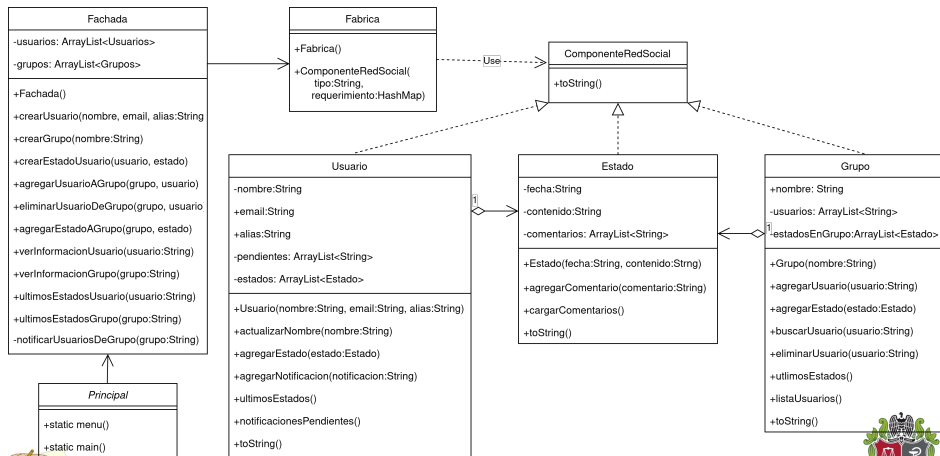 Fachada
-usuarios: ArrayList<Usuarios>
-grupos: ArrayList<Grupos>
+Fachada()
+crearUsuario(nombre, email, alias:String
+crearGrupo(nombre:String)
+crearEstadoUsuario(usuario, estado)
+agregarUsuarioAGrupo(grupo, usuario)
+eliminarUsuarioDeGrupo(grupo, usuario
+agregarEstadoAGrupo(grupo, estado)
+verInformacionUsuario(usuario:String)
+verInformacionGrupo(grupo:String)
+ultimosEstadosUsuario(usuario:String)
+ultimosEstadosGrupo(grupo:String)
-notificarUsuariosDeGrupo(grupo:String)
Principal
+static menu()
+static main()
Fabrica
+Fabrica()
+ComponenteRedSocial(
tipo:String,
requerimiento:HashMap)
Use
ComponenteRedSocial
+toString()
Usuario
-nombre:String
+email:String
+alias:String
-pendientes: ArrayList<String>
-estados: ArrayList<Estado>
+Usuario(nombre:String, email:String, alias:String)
+actualizarNombre(nombre:String)
+agregarEstado(estado:Estado)
+agregarNotificacion(notificacion:String)
+ultimosEstados()
+notificacionesPendientes()
+toString()
1
Estado
-fecha:String
-contenido:String
-comentarios: ArrayList<String>
+Estado(fecha:String, contenido:Strng)
+agregarComentario(comentario:String)
+cargarComentarios()
+toString()
1
Grupo
+nombre: String
-usuarios: ArrayList<String>
-estadosEnGrupo:ArrayList<Estado>
+Grupo(nombre:String)
+agregarUsuario(usuario:String)
+agregarEstado(estado:Estado)
+buscarUsuario(usuario:String)
+eliminarUsuario(usuario:String)
+utlimosEstados()
+listaUsuarios()
+toString()